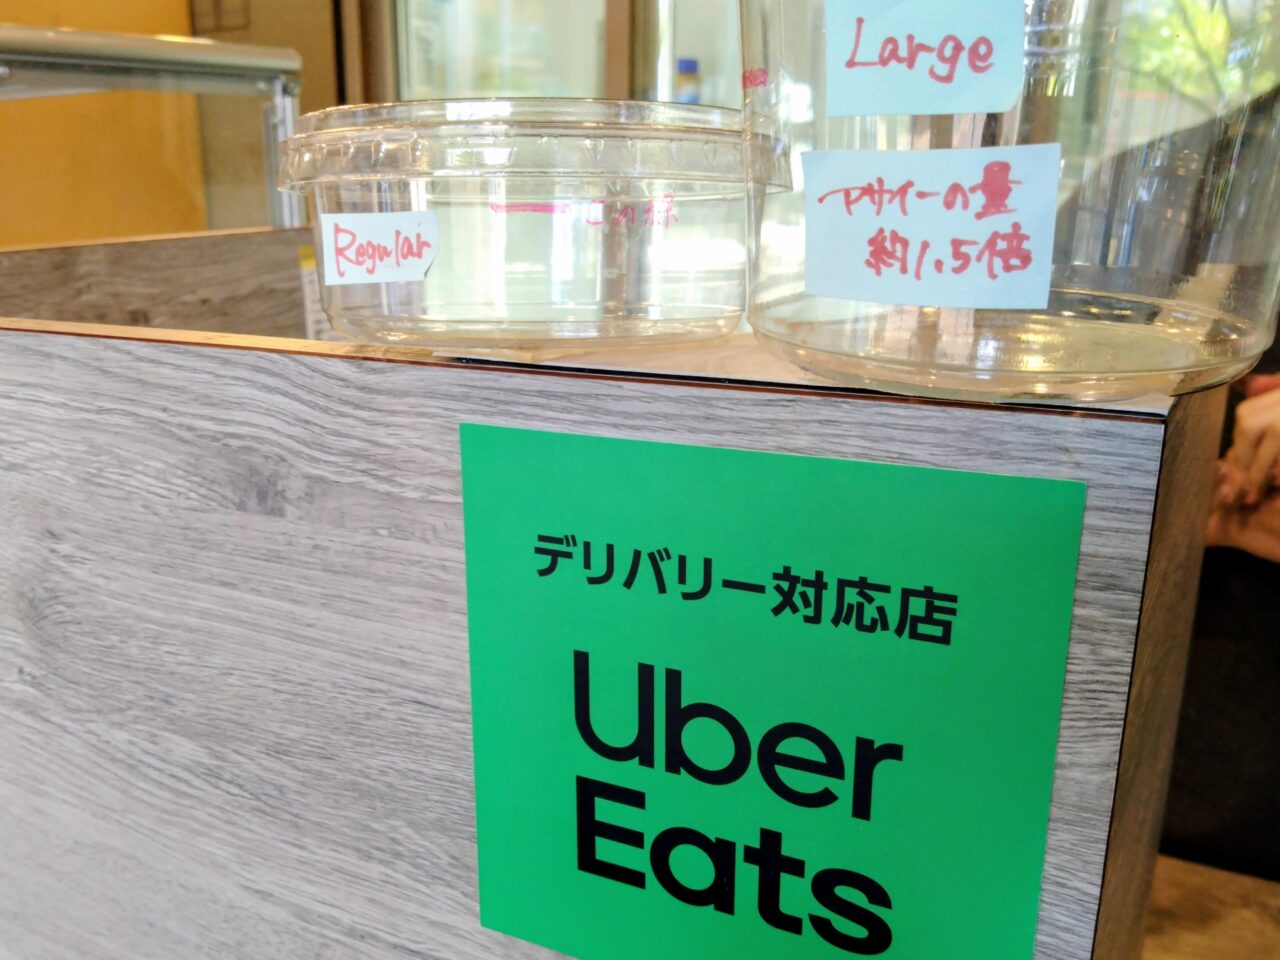 Large
アサイーの量
約1.5倍
Regular
この線
デリバリー対応店
Uber
Eats